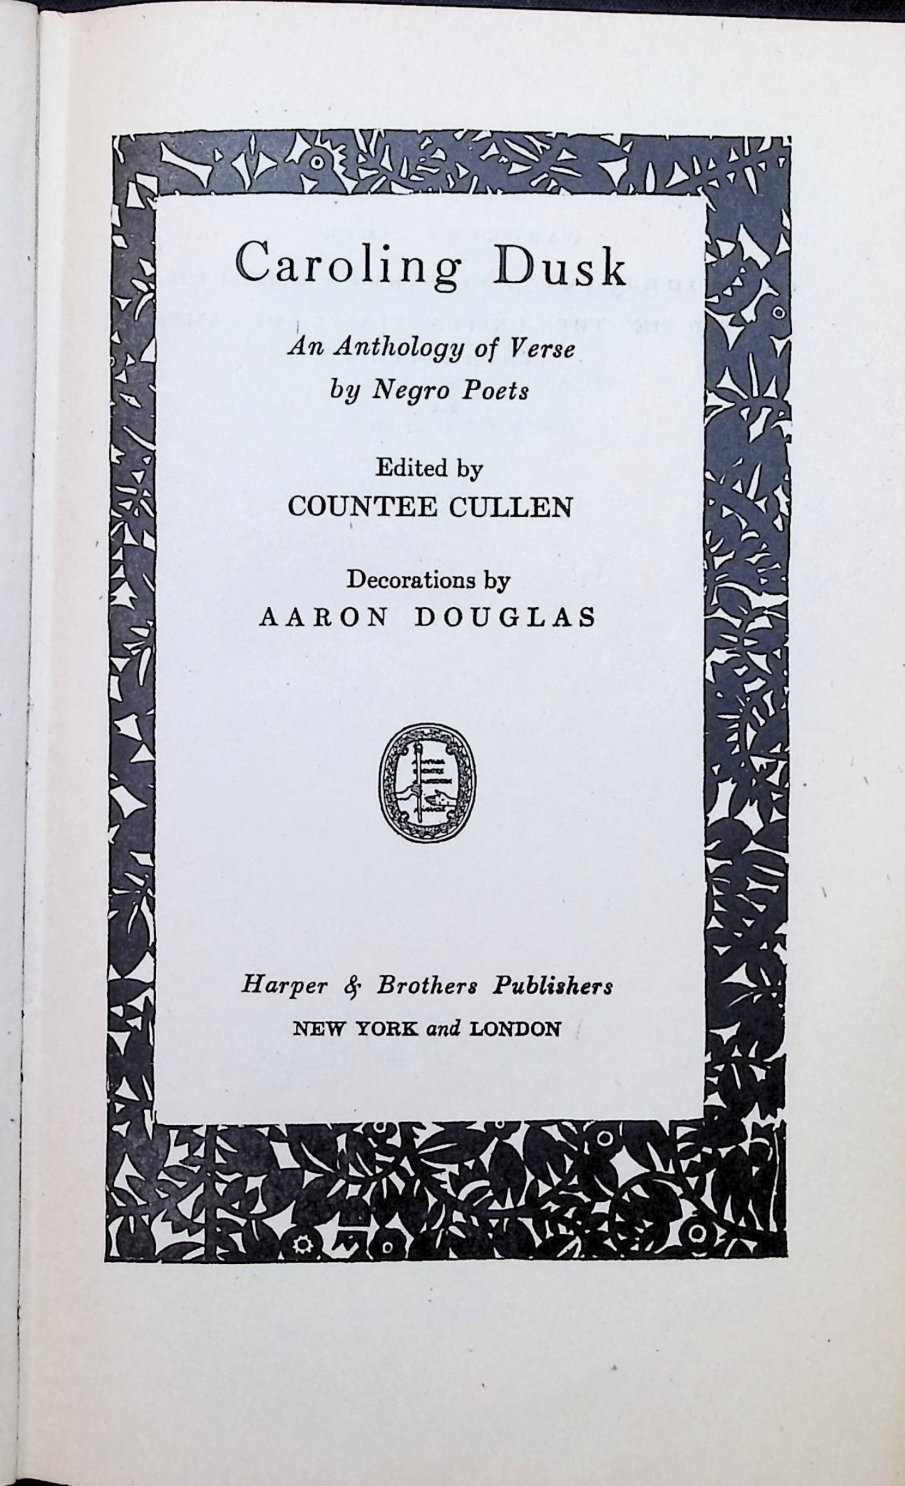 Caroling Dusk
An Anthology of Verse
by Negro Poets
Edited by
COUNTEE CULLEN
Decorations by
AARON DOUGLAS
Harper & Brothers Publishers
NEW YORK and LONDON